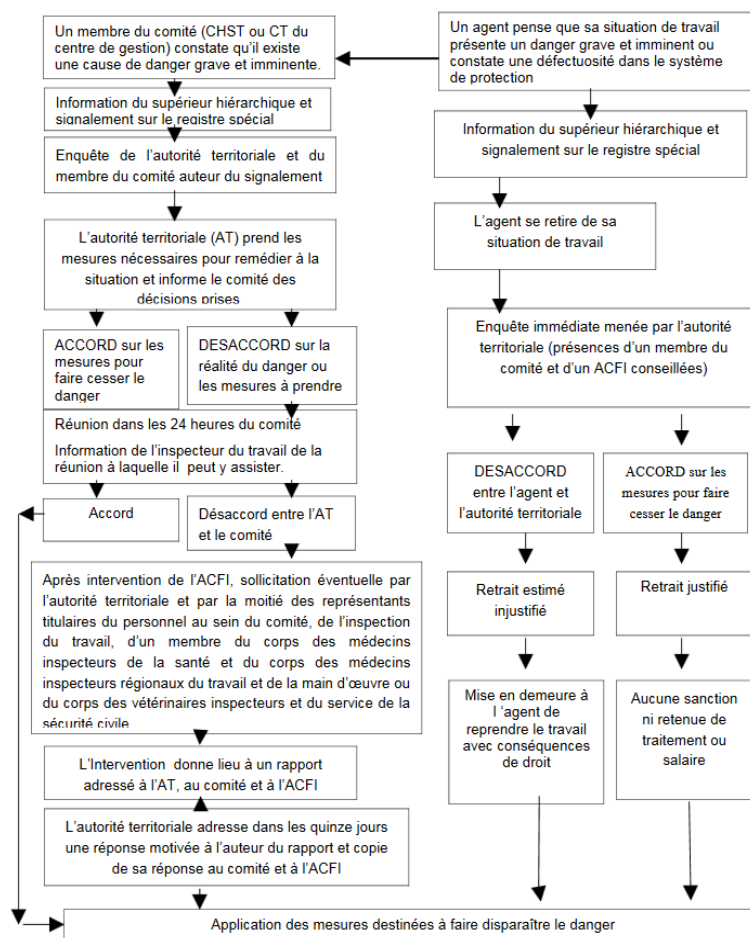 Un membre du comité (CHST ou CT du
centre de gestion) constate qu'il existe
une cause de danger grave et imminente.
Un agent pense que sa situation de travail
présente un danger grave et imminent ou
constate une défectuosité dans le système
de protection
Information du supérieur hiérarchique et
signalement sur le registre spécial
Information du supérieur hiérarchique et
signalement sur le registre spécial
Enquête de l'autorité territoriale et du
membre du comité auteur du signalement
L'agent se retire de sa
situation de travail
L'autorité territoriale (AT) prend les
mesures nécessaires pour remédier à la
situation et informe le comité des
décisions prises
Enquête immédiate menée par l'autorité
territoriale (présences d'un membre du
comité et d'un ACFI conseillées)
ACCORD sur les
mesures pour
faire cesser le
danger
DESACCORD sur la
réalité du danger ou
les mesures à prendre
Réunion dans les 24 heures du comité
Information de l'inspecteur du travail de la
réunion à laquelle il peut y assister.
DESACCORD
entre l'agent et
l'autorité territoriale
ACCORD sur les
mesures pour faire
cesser le danger
Accord
Désaccord entre l'AT
et le comité
Après intervention de l'ACFI, sollicitation éventuelle par
l'autorité territoriale et par la moitié des représentants
titulaires du personnel au sein du comité, de l'inspection
du travail, d'un membre du corps des médecins
inspecteurs de la santé et du corps des médecins
inspecteurs régionaux du travail et de la main d'œuvre ou
du corps des vétérinaires inspecteurs et du service de la
sécurité civile
Retrait estimé
injustifié
Retrait justifié
Mise en demeure à
l 'agent de
reprendre le travail
avec conséquences
de droit
Aucune sanction
ni retenue de
traitement ou
salaire
L'Intervention donne lieu à un rapport
adressé à l'AT, au comité et à l'ACFI
L'autorité territoriale adresse dans les quinze jours
une réponse motivée à l'auteur du rapport et copie
de sa réponse au comité et à l'ACFI
Application des mesures destinées à faire disparaître le danger